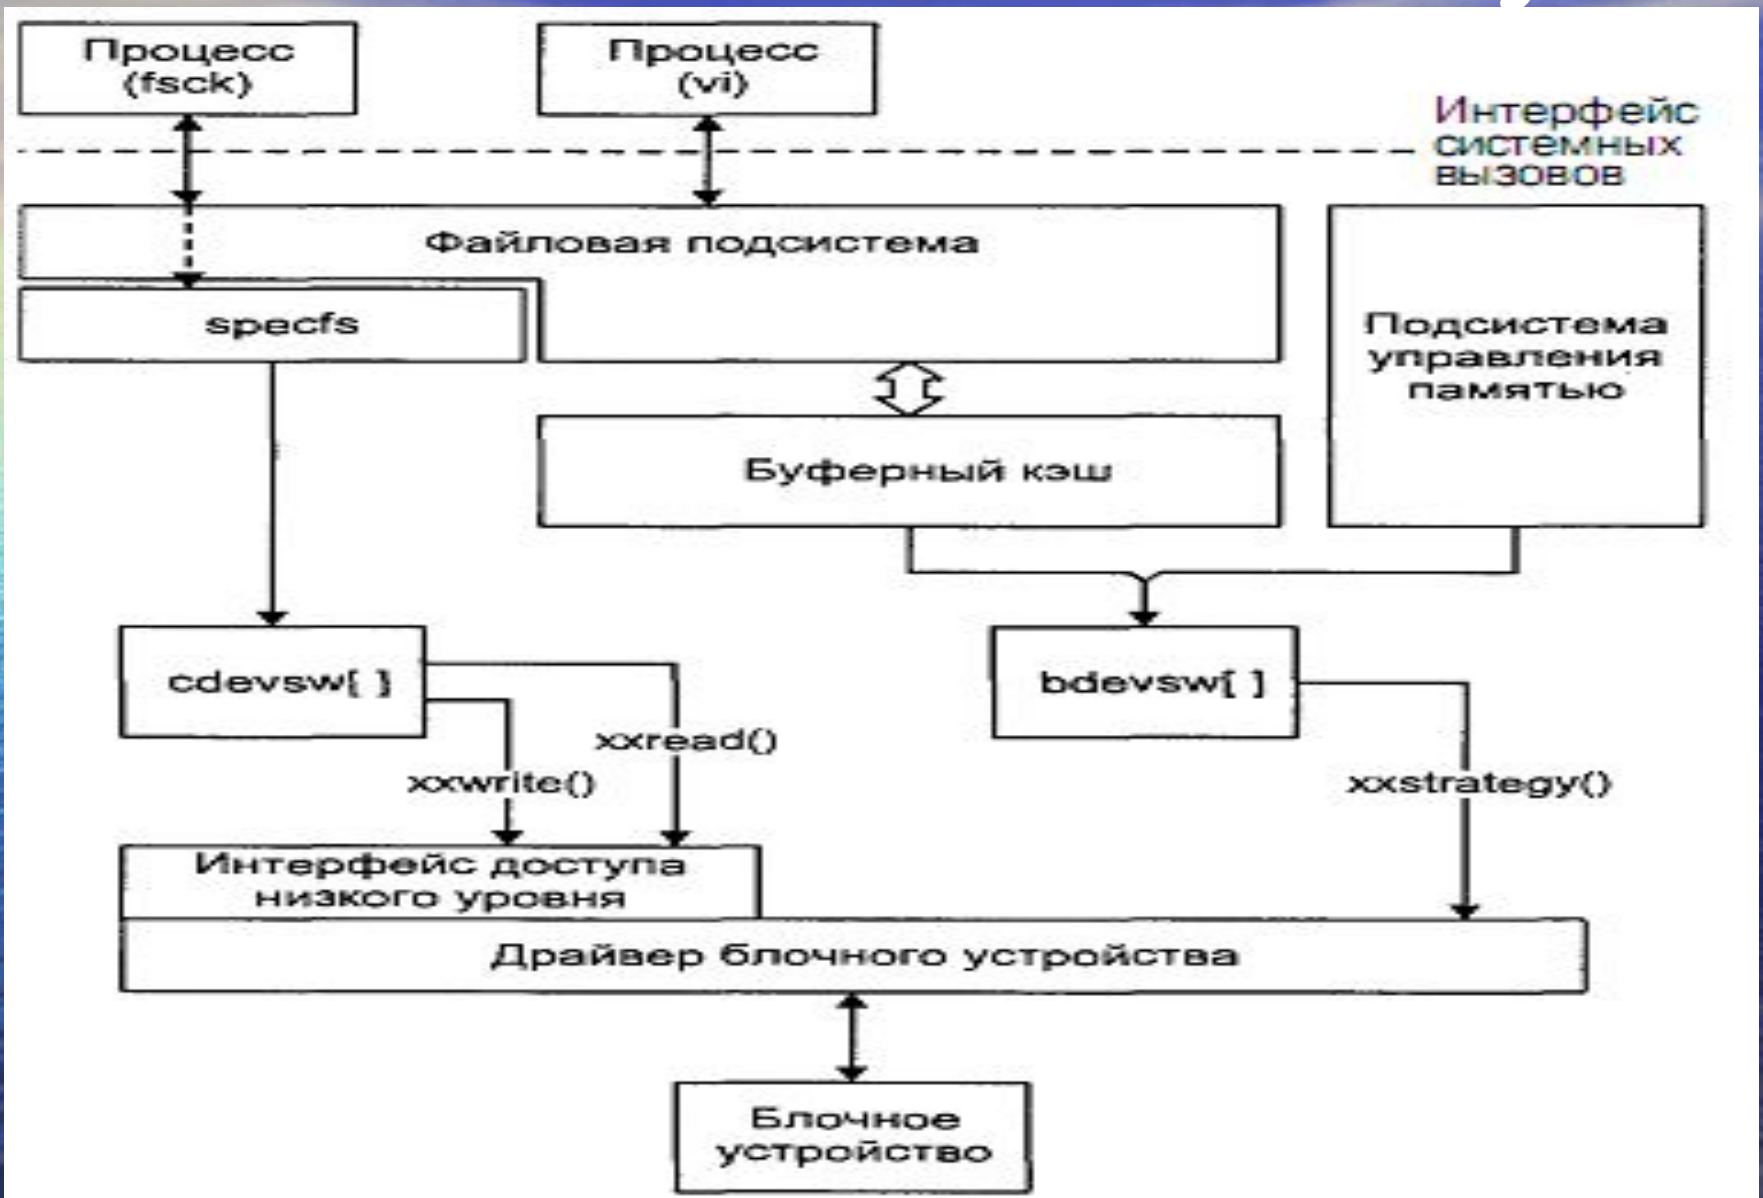 Процесс
(fsck)
Процесс
(vi)
Интерфейс
системных
вызовов
Файловая подсистема
specfs
Подсистема
управления
памятью
Буферный кэш
cdevsw[ ]
bdevsw[ ]
xxread()
xxwrite()
xxstrategy()
Интерфейс доступа
низкого уровня
Драйвер блочного устройства
Блочное
устройство